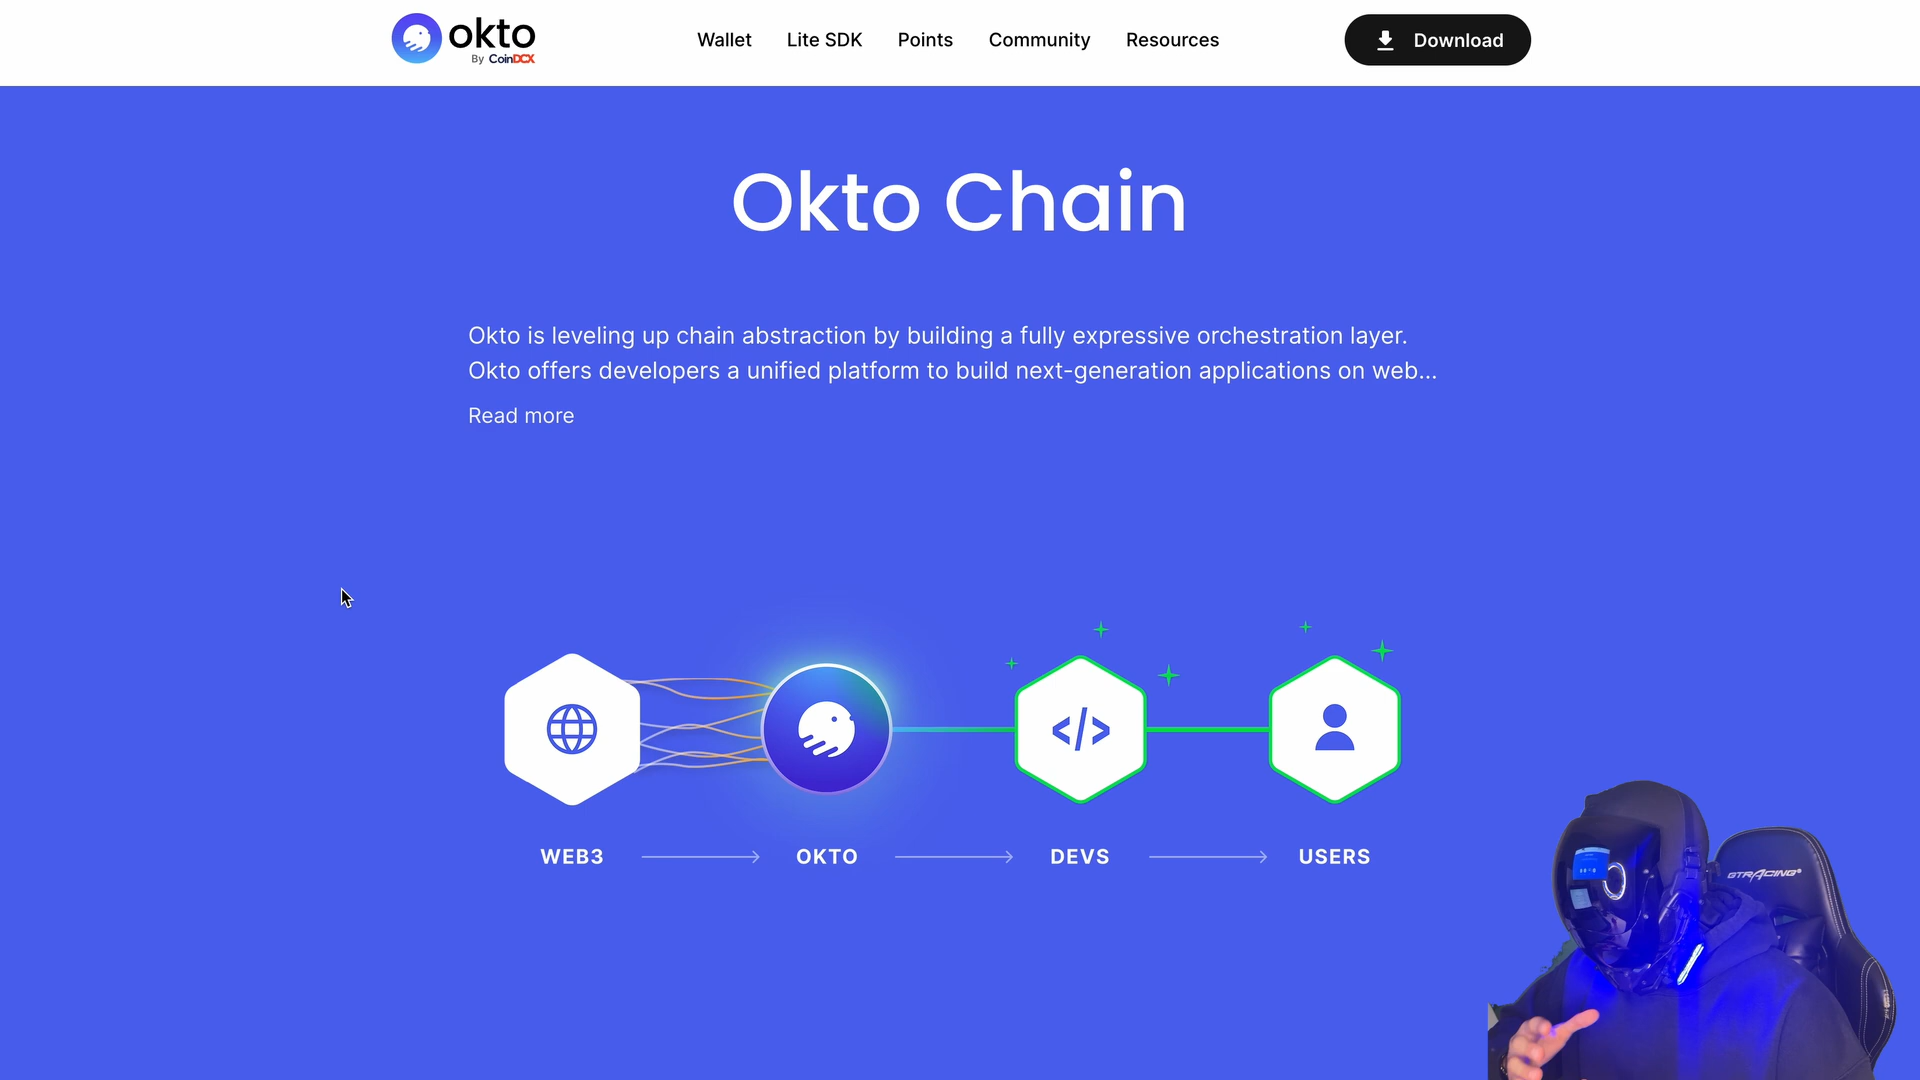 okto
By CoinDCX
Wallet
Lite SDK
Points
Community
Resources
Download
Okto Chain
Okto is leveling up chain abstraction by building a fully expressive orchestration layer.
Okto offers developers a unified platform to build next-generation applications on web...
Read more
WEB3
OKTO
DEVS
USERS
GTRACING